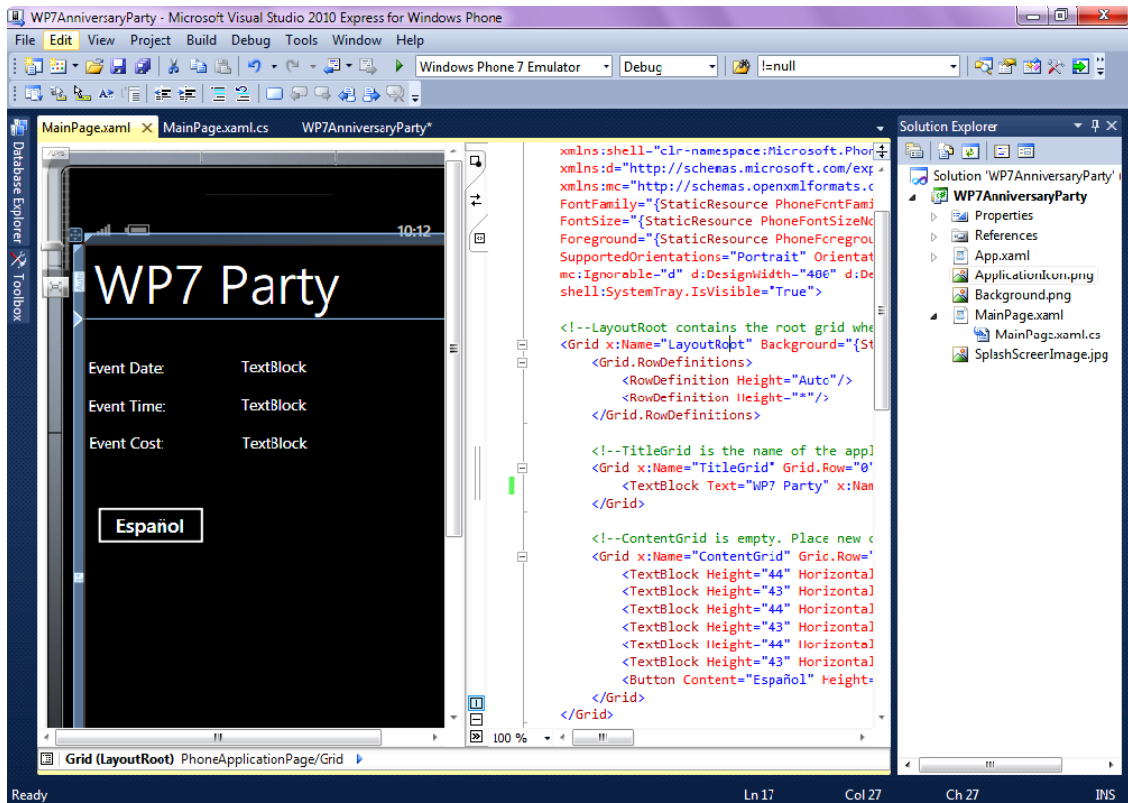 WP7AnniversaryParty - Microsoft Visual Studio 2010 Express for Windows Phone
File Edit View Project Build Debug Tools Window Help
Windows Phone 7 Emulator Debug !=null
MainPage.xaml MainPage.xaml.cs WP7AnniversaryParty*
Database Explorer
Toolbox
10:12
WP7 Party
Event Date: TextBlock
Event Time: TextBlock
Event Cost: TextBlock
Español
Auto
xmlns:shell="clr-namespace:Microsoft.Phon
xmlns:d="http://schemas.microsoft.com/exp
xmlns:mc="http://schemas.openxmlformats.o
FontFamily="{StaticResource PhoneFontFami
FontSize="{StaticResource PhoneFontSizeNo
Foreground="{StaticResource PhoneForegrou
SupportedOrientations="Portrait" Orientat
mc:Ignorable="d" d:DesignWidth="480" d:De
shell:SystemTray.IsVisible="True">
<!--LayoutRoot contains the root grid whe
<Grid x:Name="LayoutRoot" Background="{St
<Grid.RowDefinitions>
<RowDefinition Height="Auto"/>
<RowDefinition Height="*"/>
</Grid.RowDefinitions>
<!--TitleGrid is the name of the appl
<Grid x:Name="TitleGrid" Grid.Row="0"
<TextBlock Text="WP7 Party" x:Nam
</Grid>
<!--ContentGrid is empty. Place new c
<Grid x:Name="ContentGrid" Grid.Row="
<TextBlock Height="44" Horizontal
<TextBlock Height="43" Horizontal
<TextBlock Height="44" Horizontal
<TextBlock Height="43" Horizontal
<TextBlock Height="44" Horizontal
<TextBlock Height="43" Horizontal
<Button Content="Español" Height=
</Grid>
</Grid>
100 %
Grid (LayoutRoot) PhoneApplicationPage/Grid
Solution Explorer
Solution 'WP7AnniversaryParty' (
WP7AnniversaryParty
Properties
References
App.xaml
ApplicationIcon.png
Background.png
MainPage.xaml
MainPage.xaml.cs
SplashScreenImage.jpg
Ready Ln 17 Col 27 Ch 27 INS